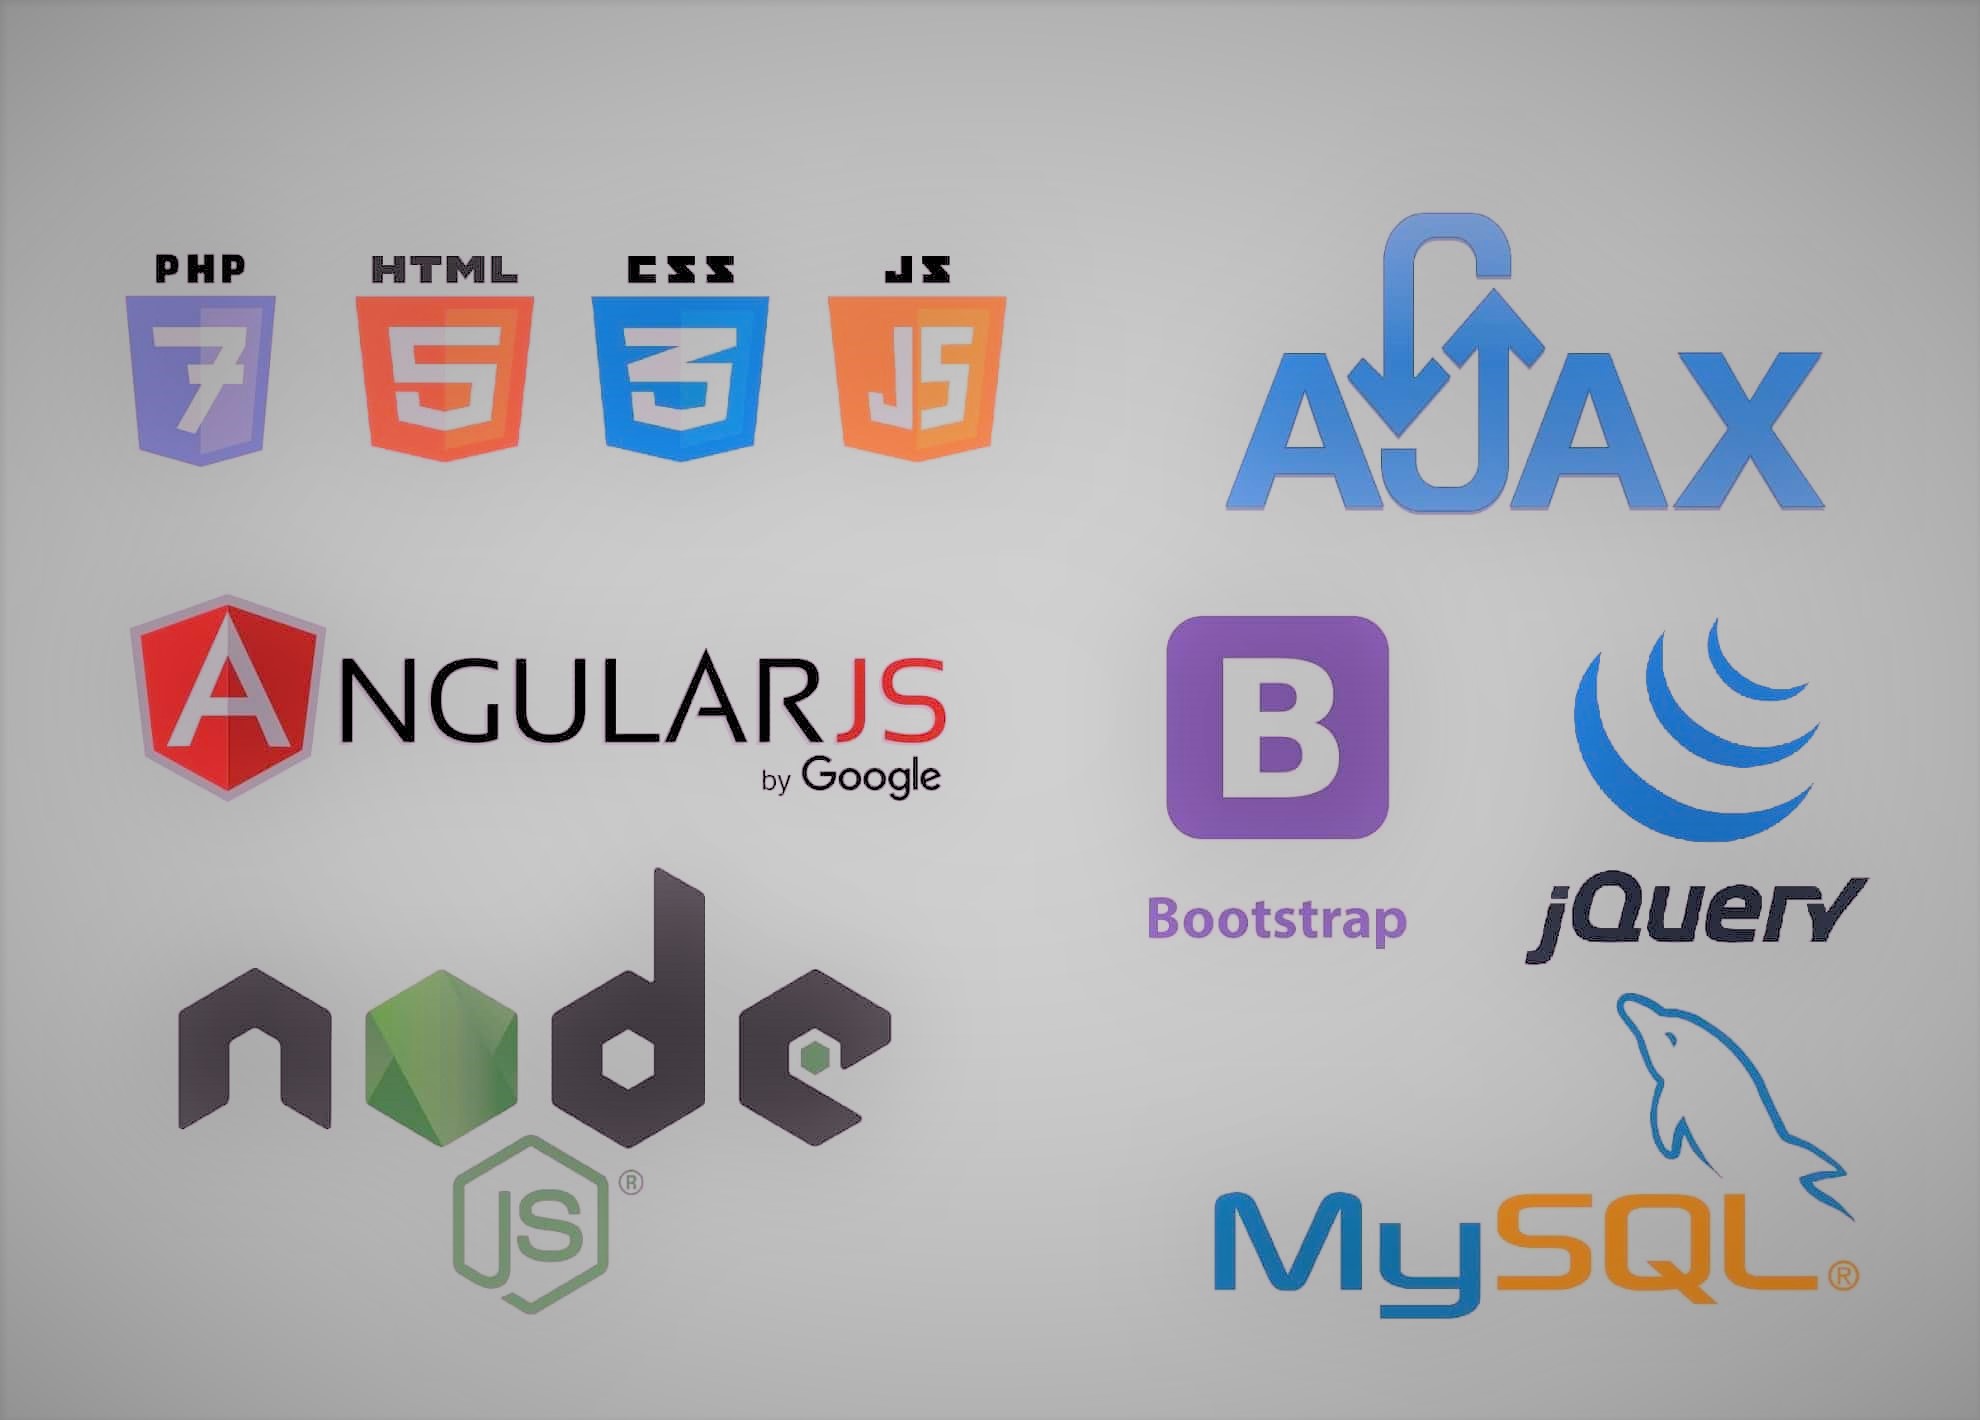 PHP HTML CSS JS
7 5 3 JS
AJAX
ANGULARJS
by Google
B
Bootstrap
jQuery
node
JS®
MySQL®